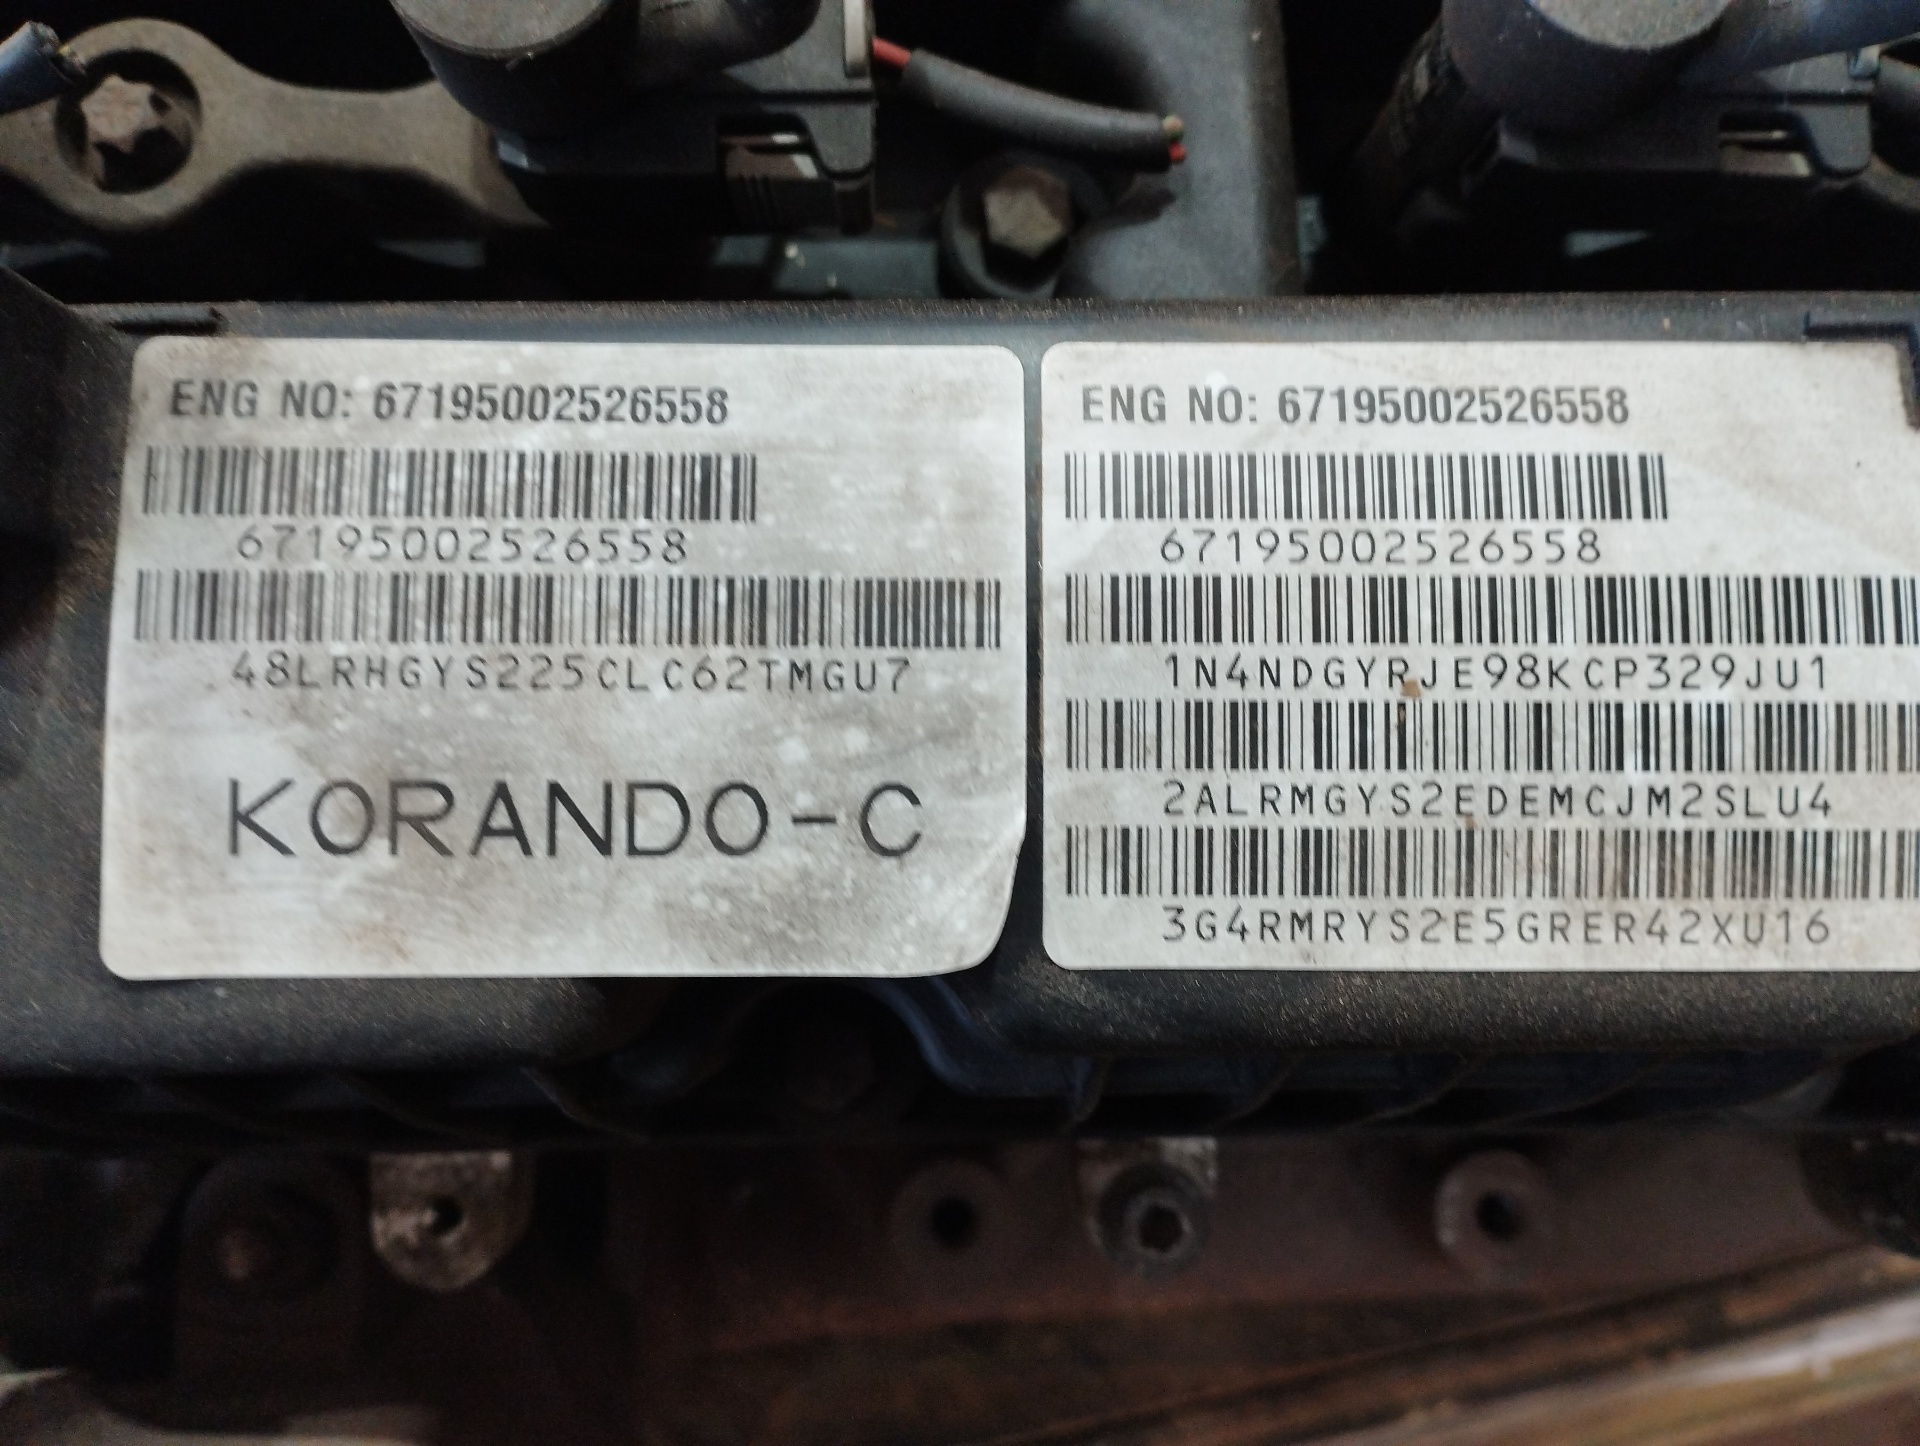 ENG NO: 67195002526558
67195002526558
48LRHGYS225CLC62TMGU7
KORANDO-C
ENG NO: 67195002526558
67195002526558
1N4NDGYRJE98KCP329JU1
2ALRMGYS2EDEMCJM2SLU4
3G4RMRYS2E5GRER42XU16